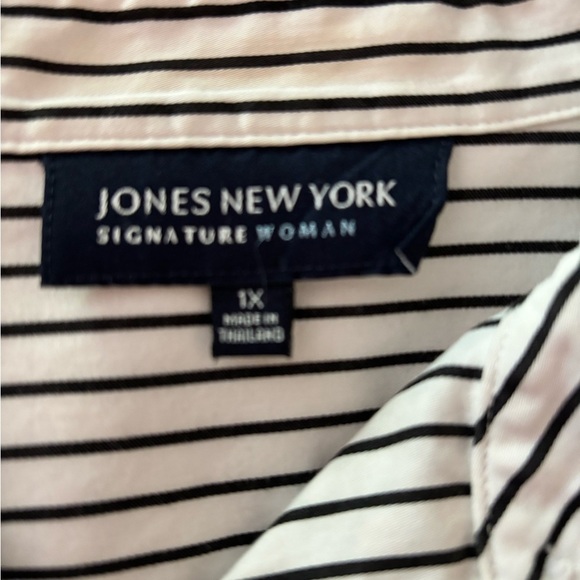 JONES NEW YORK
SIGNATURE WOMAN
1X
MADE IN
THAILAND